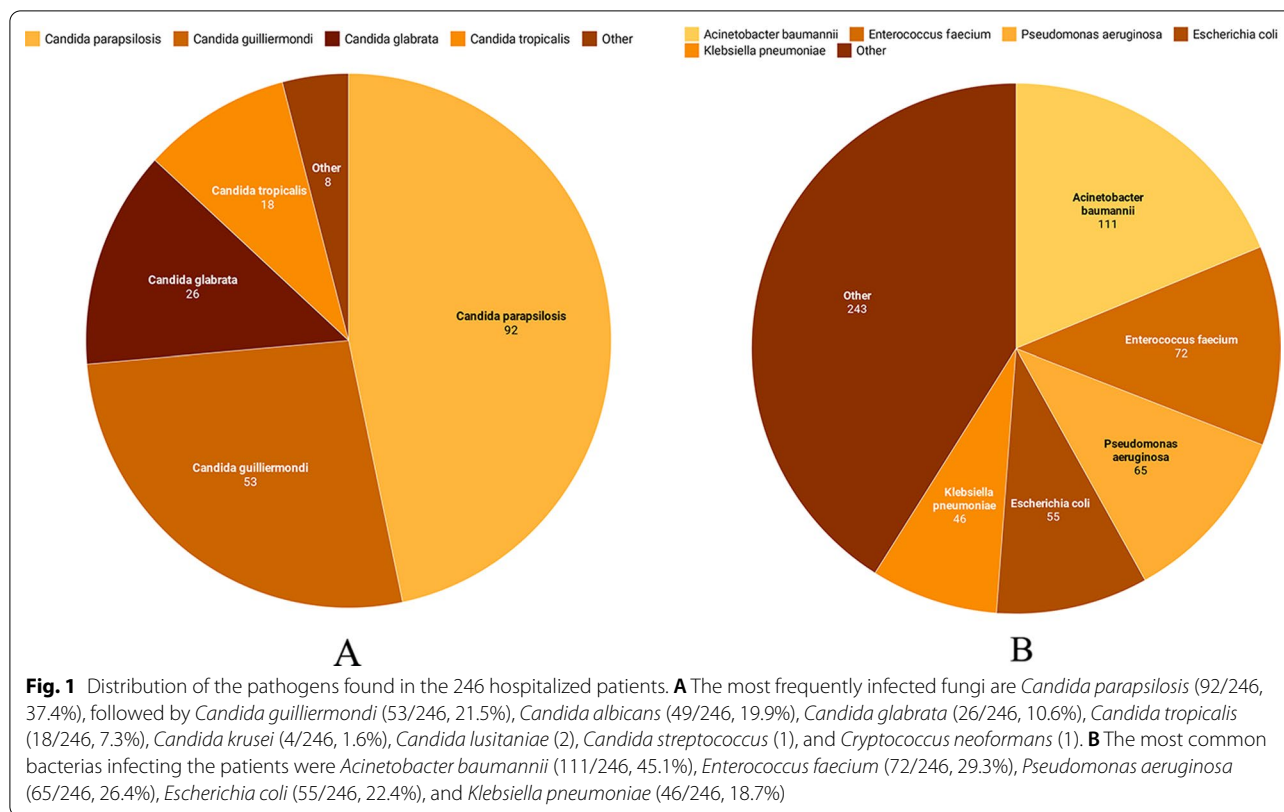 Candida parapsilosis Candida guilliermondi Candida glabrata Candida tropicalis Other
Candida parapsilosis
92
Candida guilliermondi
53
Candida glabrata
26
Candida tropicalis
18
Other
8
A
Acinetobacter baumannii Enterococcus faecium Pseudomonas aeruginosa Escherichia coli
Klebsiella pneumoniae Other
Acinetobacter
baumannii
111
Enterococcus faecium
72
Pseudomonas
aeruginosa
65
Escherichia coli
55
Klebsiella
pneumoniae
46
Other
243
B
Fig. 1 Distribution of the pathogens found in the 246 hospitalized patients. A The most frequently infected fungi are Candida parapsilosis (92/246,
37.4%), followed by Candida guilliermondi (53/246, 21.5%), Candida albicans (49/246, 19.9%), Candida glabrata (26/246, 10.6%), Candida tropicalis
(18/246, 7.3%), Candida krusei (4/246, 1.6%), Candida lusitaniae (2), Candida streptococcus (1), and Cryptococcus neoformans (1). B The most common
bacterias infecting the patients were Acinetobacter baumannii (111/246, 45.1%), Enterococcus faecium (72/246, 29.3%), Pseudomonas aeruginosa
(65/246, 26.4%), Escherichia coli (55/246, 22.4%), and Klebsiella pneumoniae (46/246, 18.7%)